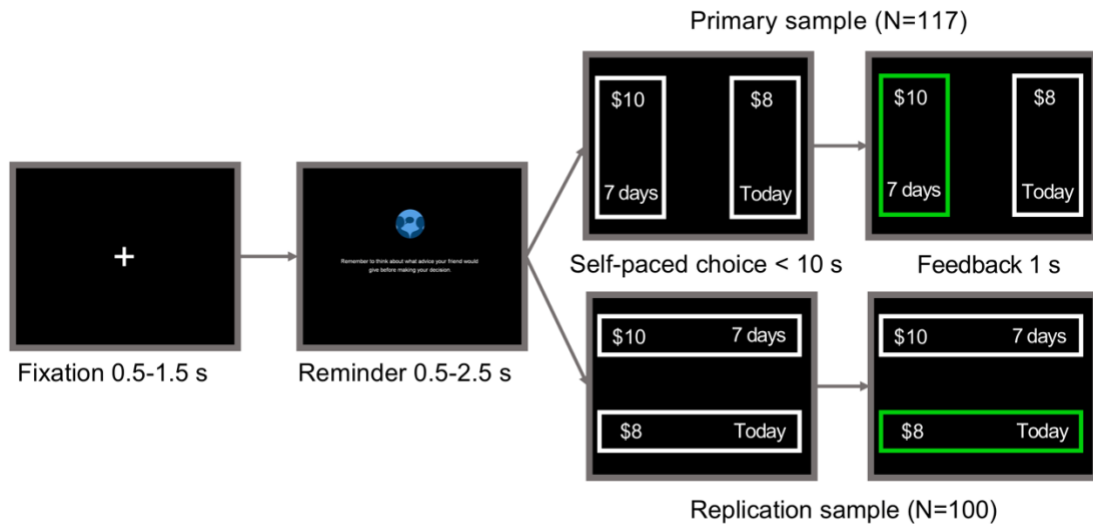 Primary sample (N=117)
$10 $8
7 days Today
$10 $8
7 days Today
Self-paced choice < 10 s
Feedback 1 s
+
Remember to think about what advice your friend would
give before making your decision.
Fixation 0.5-1.5 s
Reminder 0.5-2.5 s
$10 7 days
$8 Today
$10 7 days
$8 Today
Replication sample (N=100)